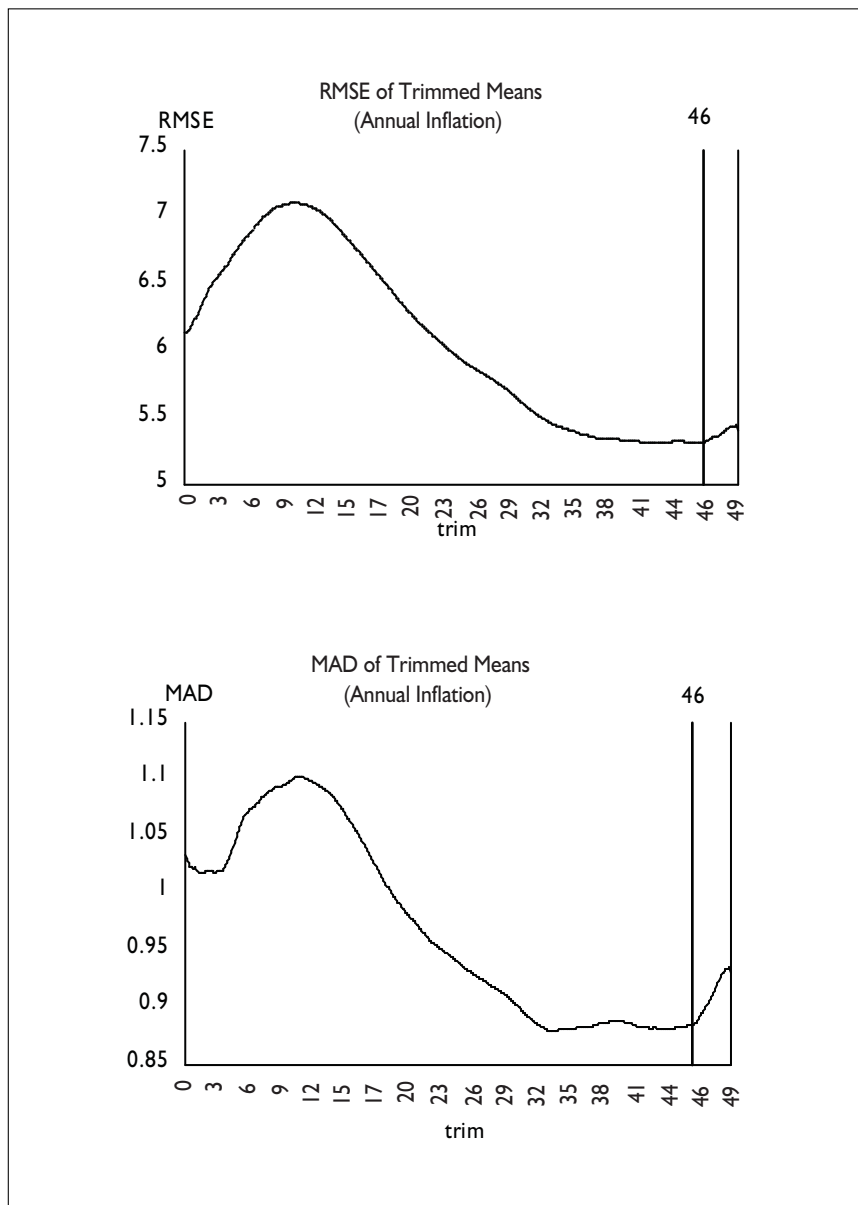 RMSE of Trimmed Means
(Annual Inflation)
RMSE
46
7.5
7
6.5
6
5.5
5
0 3 6 9 12 15 17 20 23 26 29 32 35 38 41 44 46 49
trim
MAD of Trimmed Means
(Annual Inflation)
MAD
46
1.15
1.1
1.05
1
0.95
0.9
0.85
0 3 6 9 12 15 17 20 23 26 29 32 35 38 41 44 46 49
trim